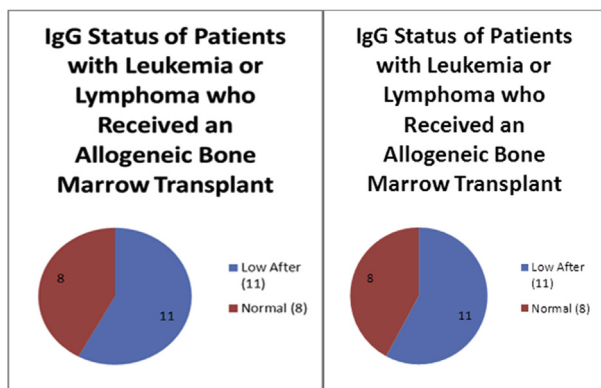 IgG Status of Patients
with Leukemia or
Lymphoma who
Received an
Allogeneic Bone
Marrow Transplant
8
11
Low After
(11)
Normal (8)
IgG Status of Patients
with Leukemia or
Lymphoma who
Received an
Allogeneic Bone
Marrow Transplant
8
11
Low After
(11)
Normal (8)